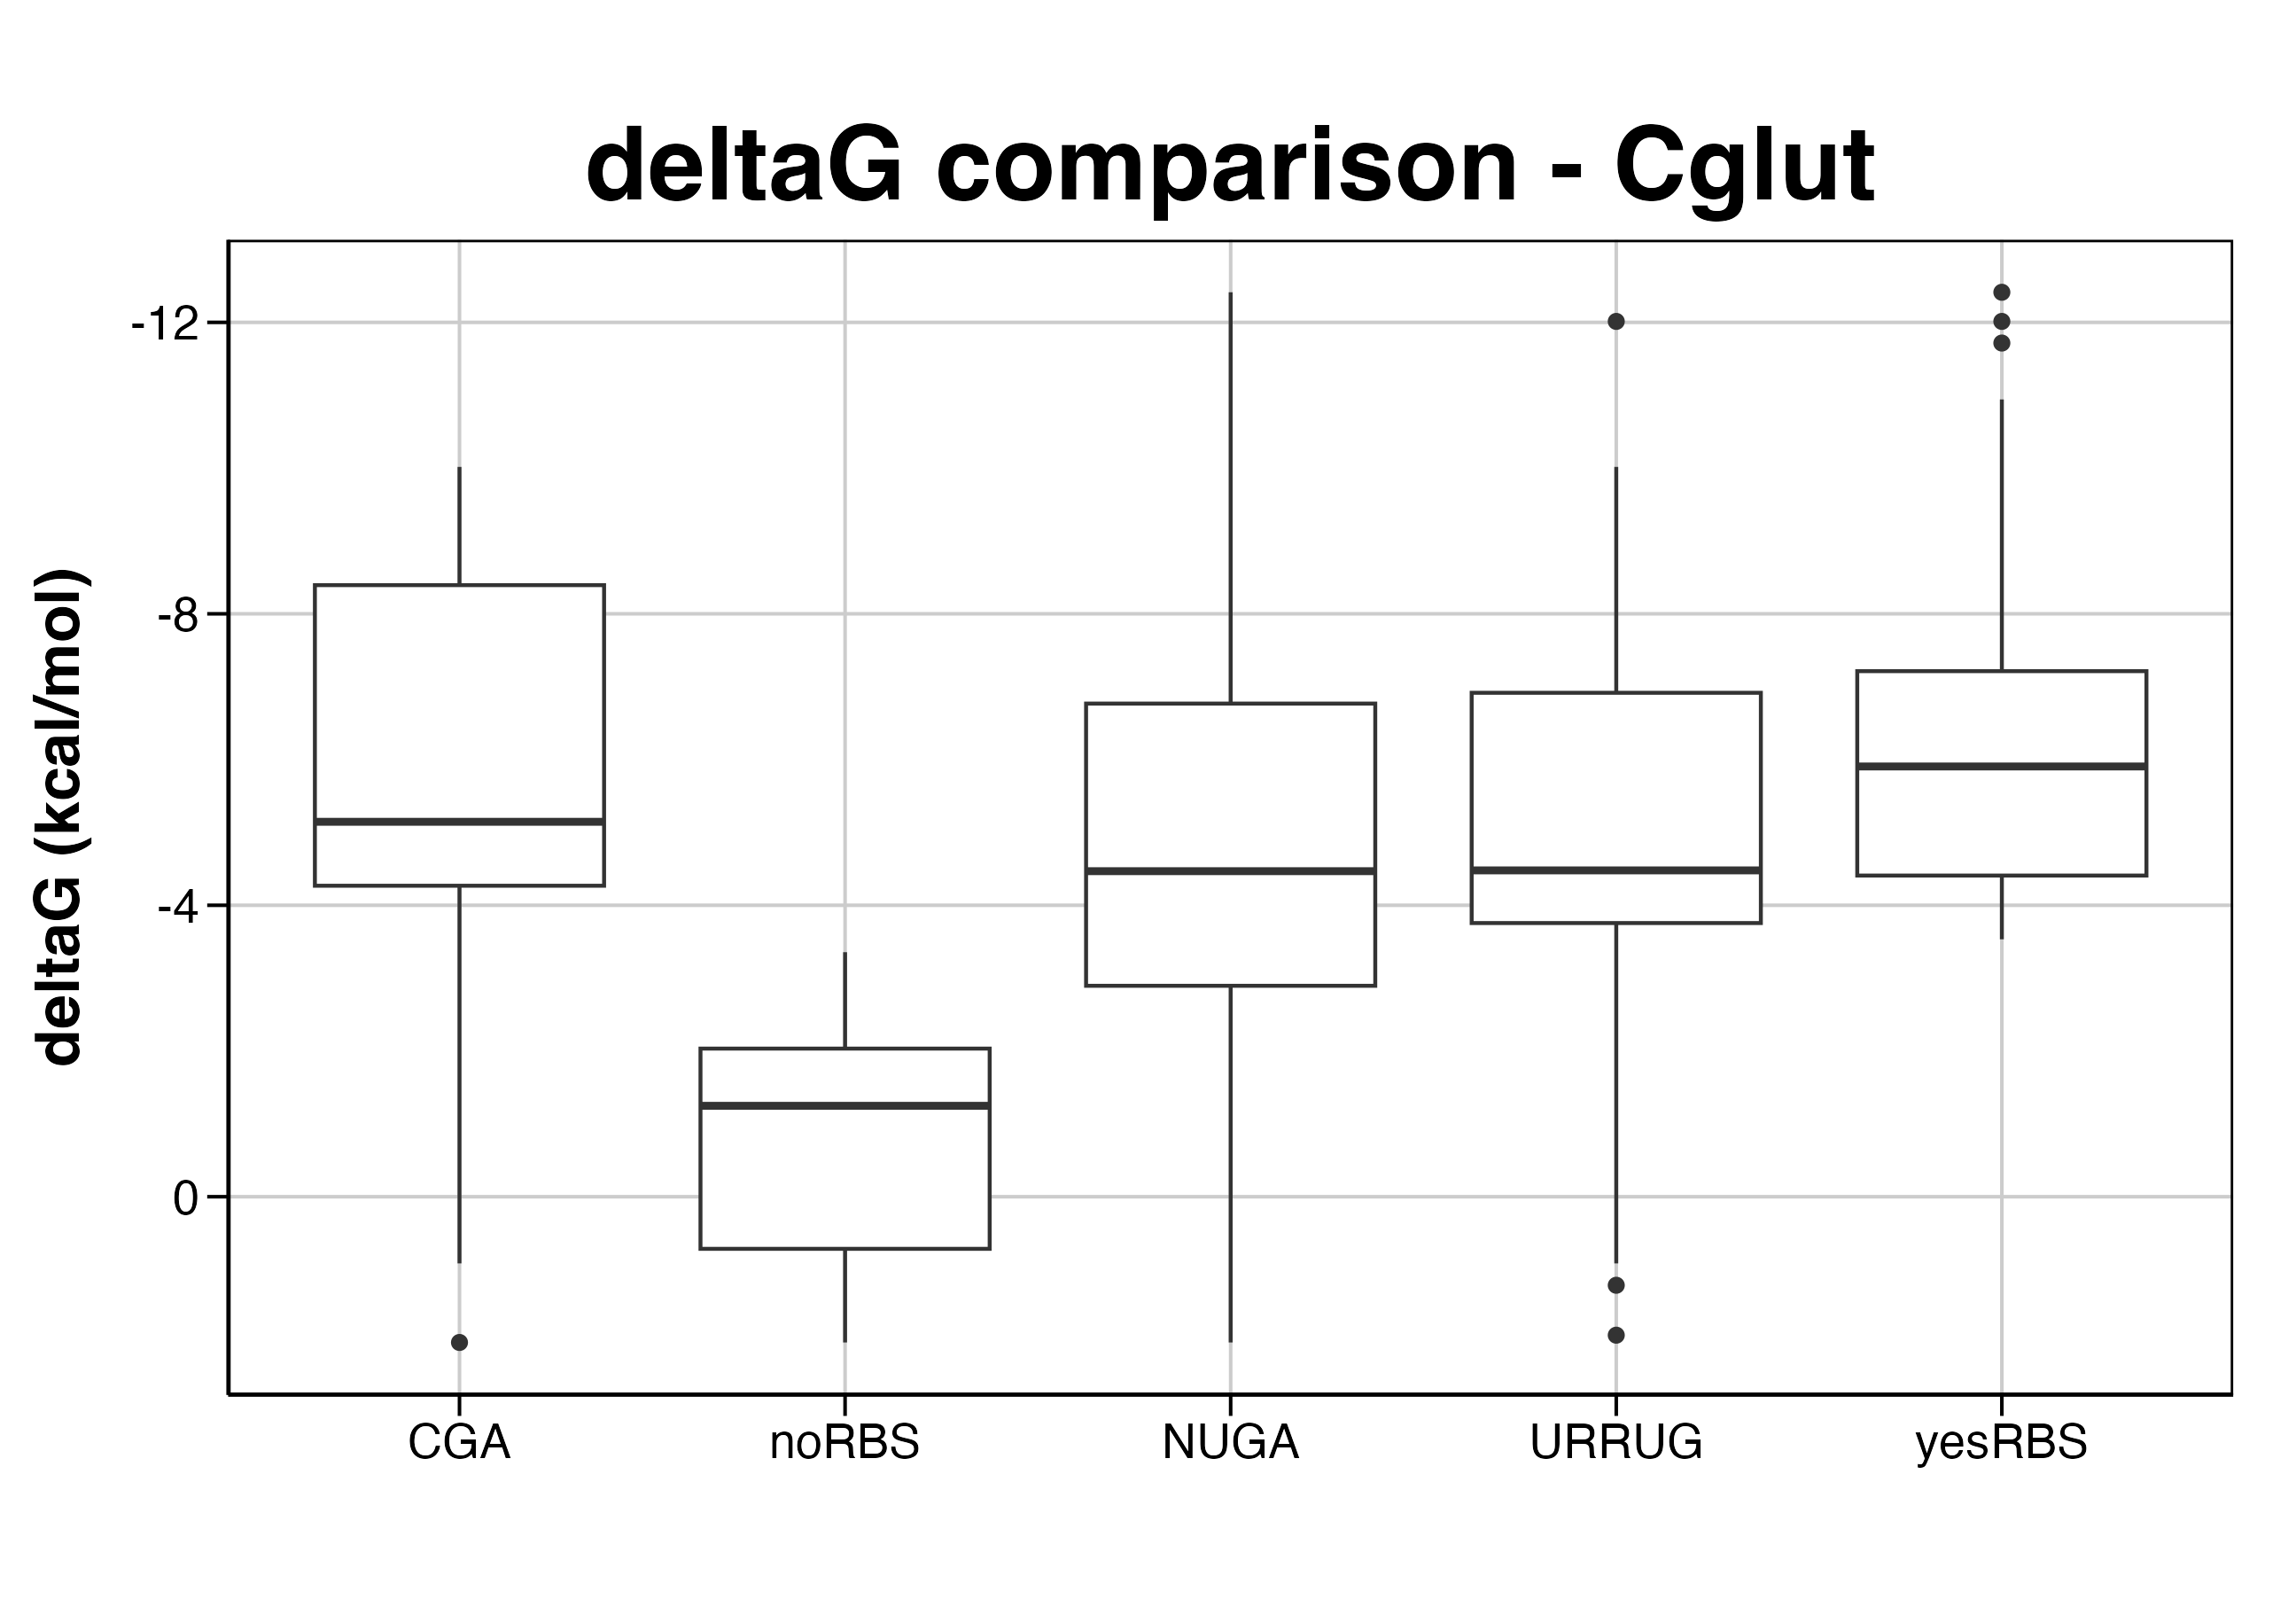 deltaG comparison - Cglut
deltaG (kcal/mol)
-12
-8
-4
0
CGA noRBS NUGA URRUG yesRBS